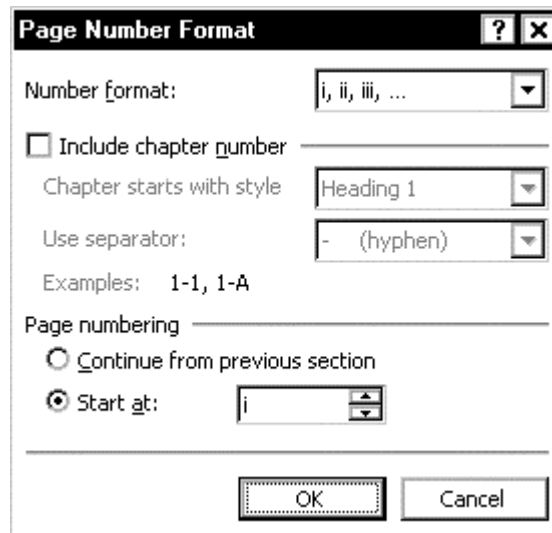 Page Number Format ? X
Number format: i, ii, iii, ...
Include chapter number
Chapter starts with style Heading 1
Use separator: - (hyphen)
Examples: 1-1, 1-A
Page numbering
Continue from previous section
Start at: i
OK Cancel